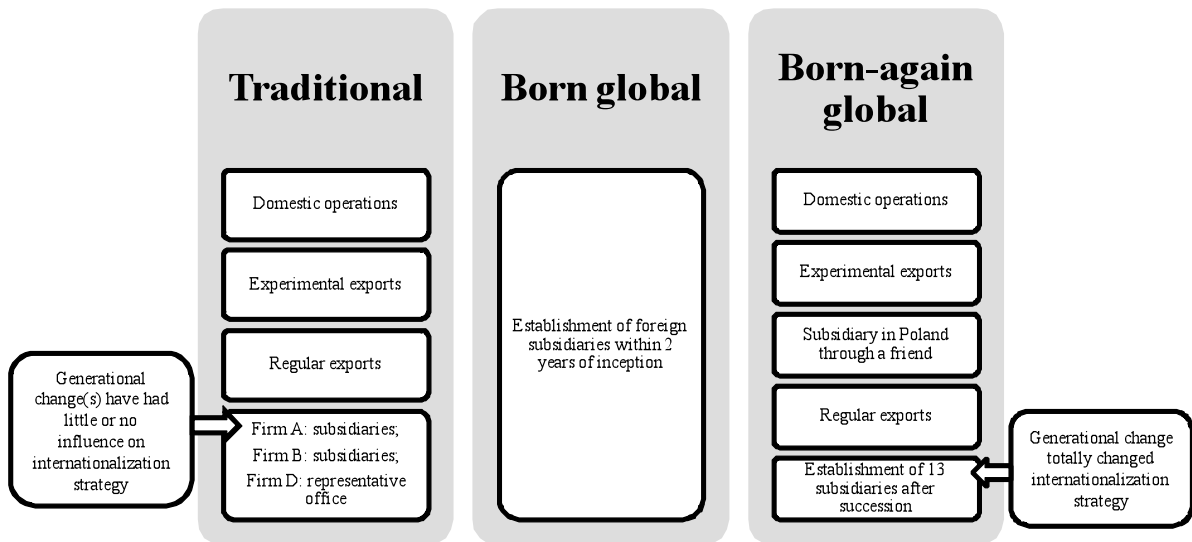 Traditional
Domestic operations
Experimental exports
Regular exports
Firm A: subsidiaries;
Firm B: subsidiaries;
Firm D: representative
office
Generational
change(s) have had
little or no
influence on
internationalization
strategy
Born global
Establishment of foreign
subsidiaries within 2
years of inception
Born-again
global
Domestic operations
Experimental exports
Subsidiary in Poland
through a friend
Regular exports
Establishment of 13
subsidiaries after
succession
Generational change
totally changed
internationalization
strategy